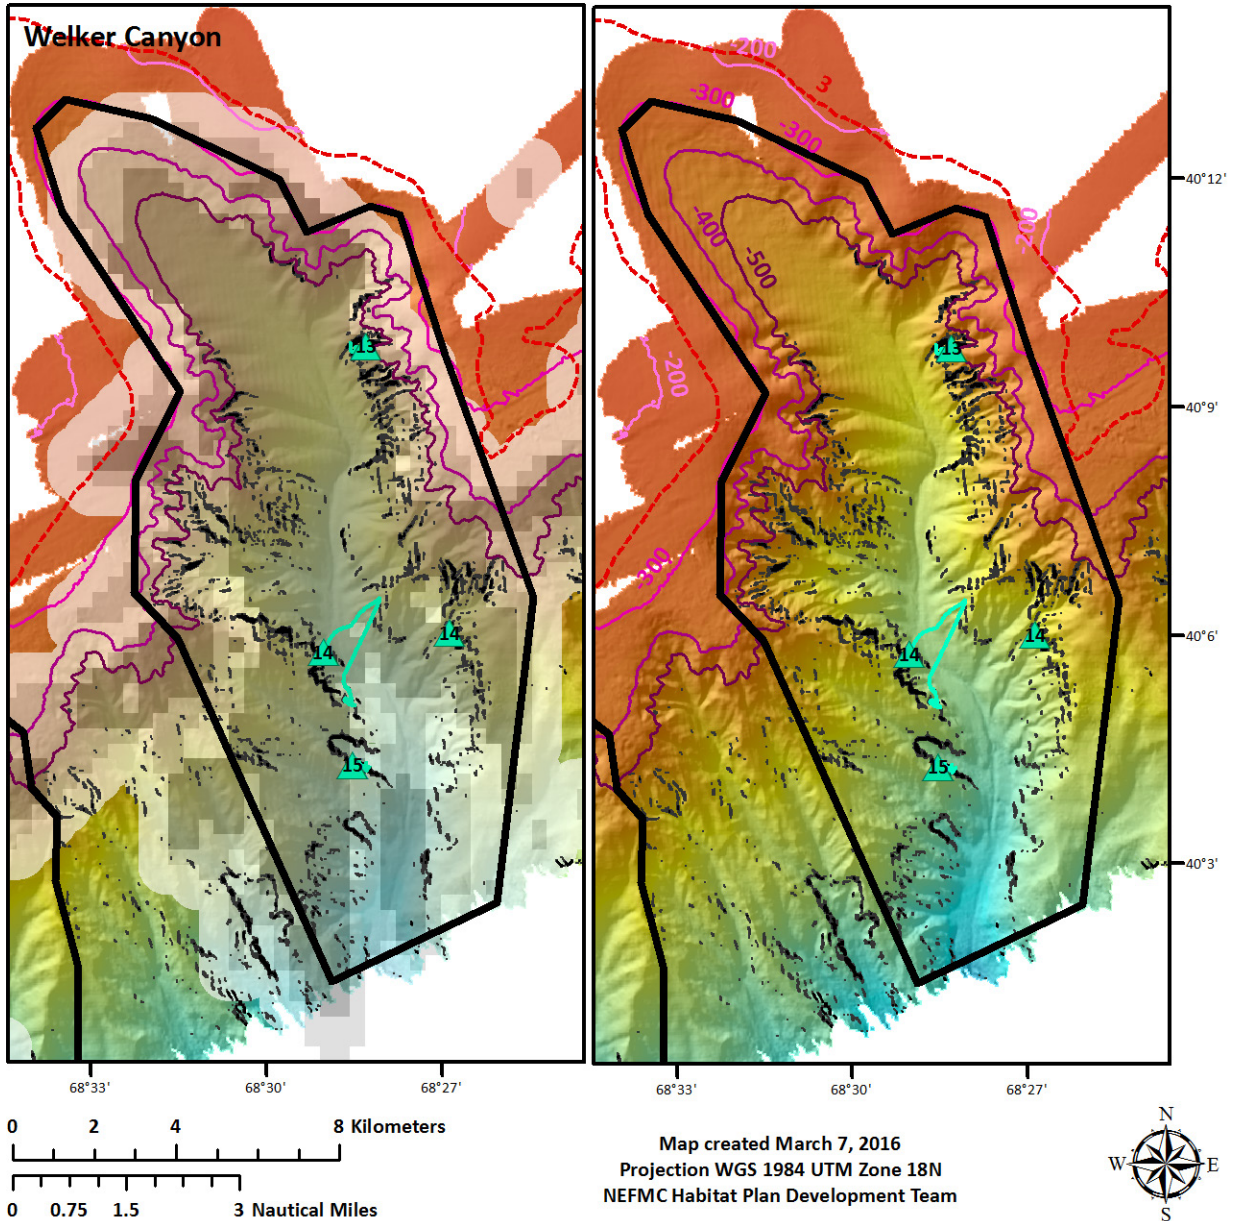 Welker Canyon
-200
3
-300
-300
40°12'
-200
-400
-500
13
13
40°9'
-200
-300
14
14
40°6'
14
14
15
15
40°3'
68°33' 68°30' 68°27'
68°33' 68°30' 68°27'
0 2 4 8 Kilometers
0 0.75 1.5 3 Nautical Miles
Map created March 7, 2016
Projection WGS 1984 UTM Zone 18N
NEFMC Habitat Plan Development Team
N
W E
S